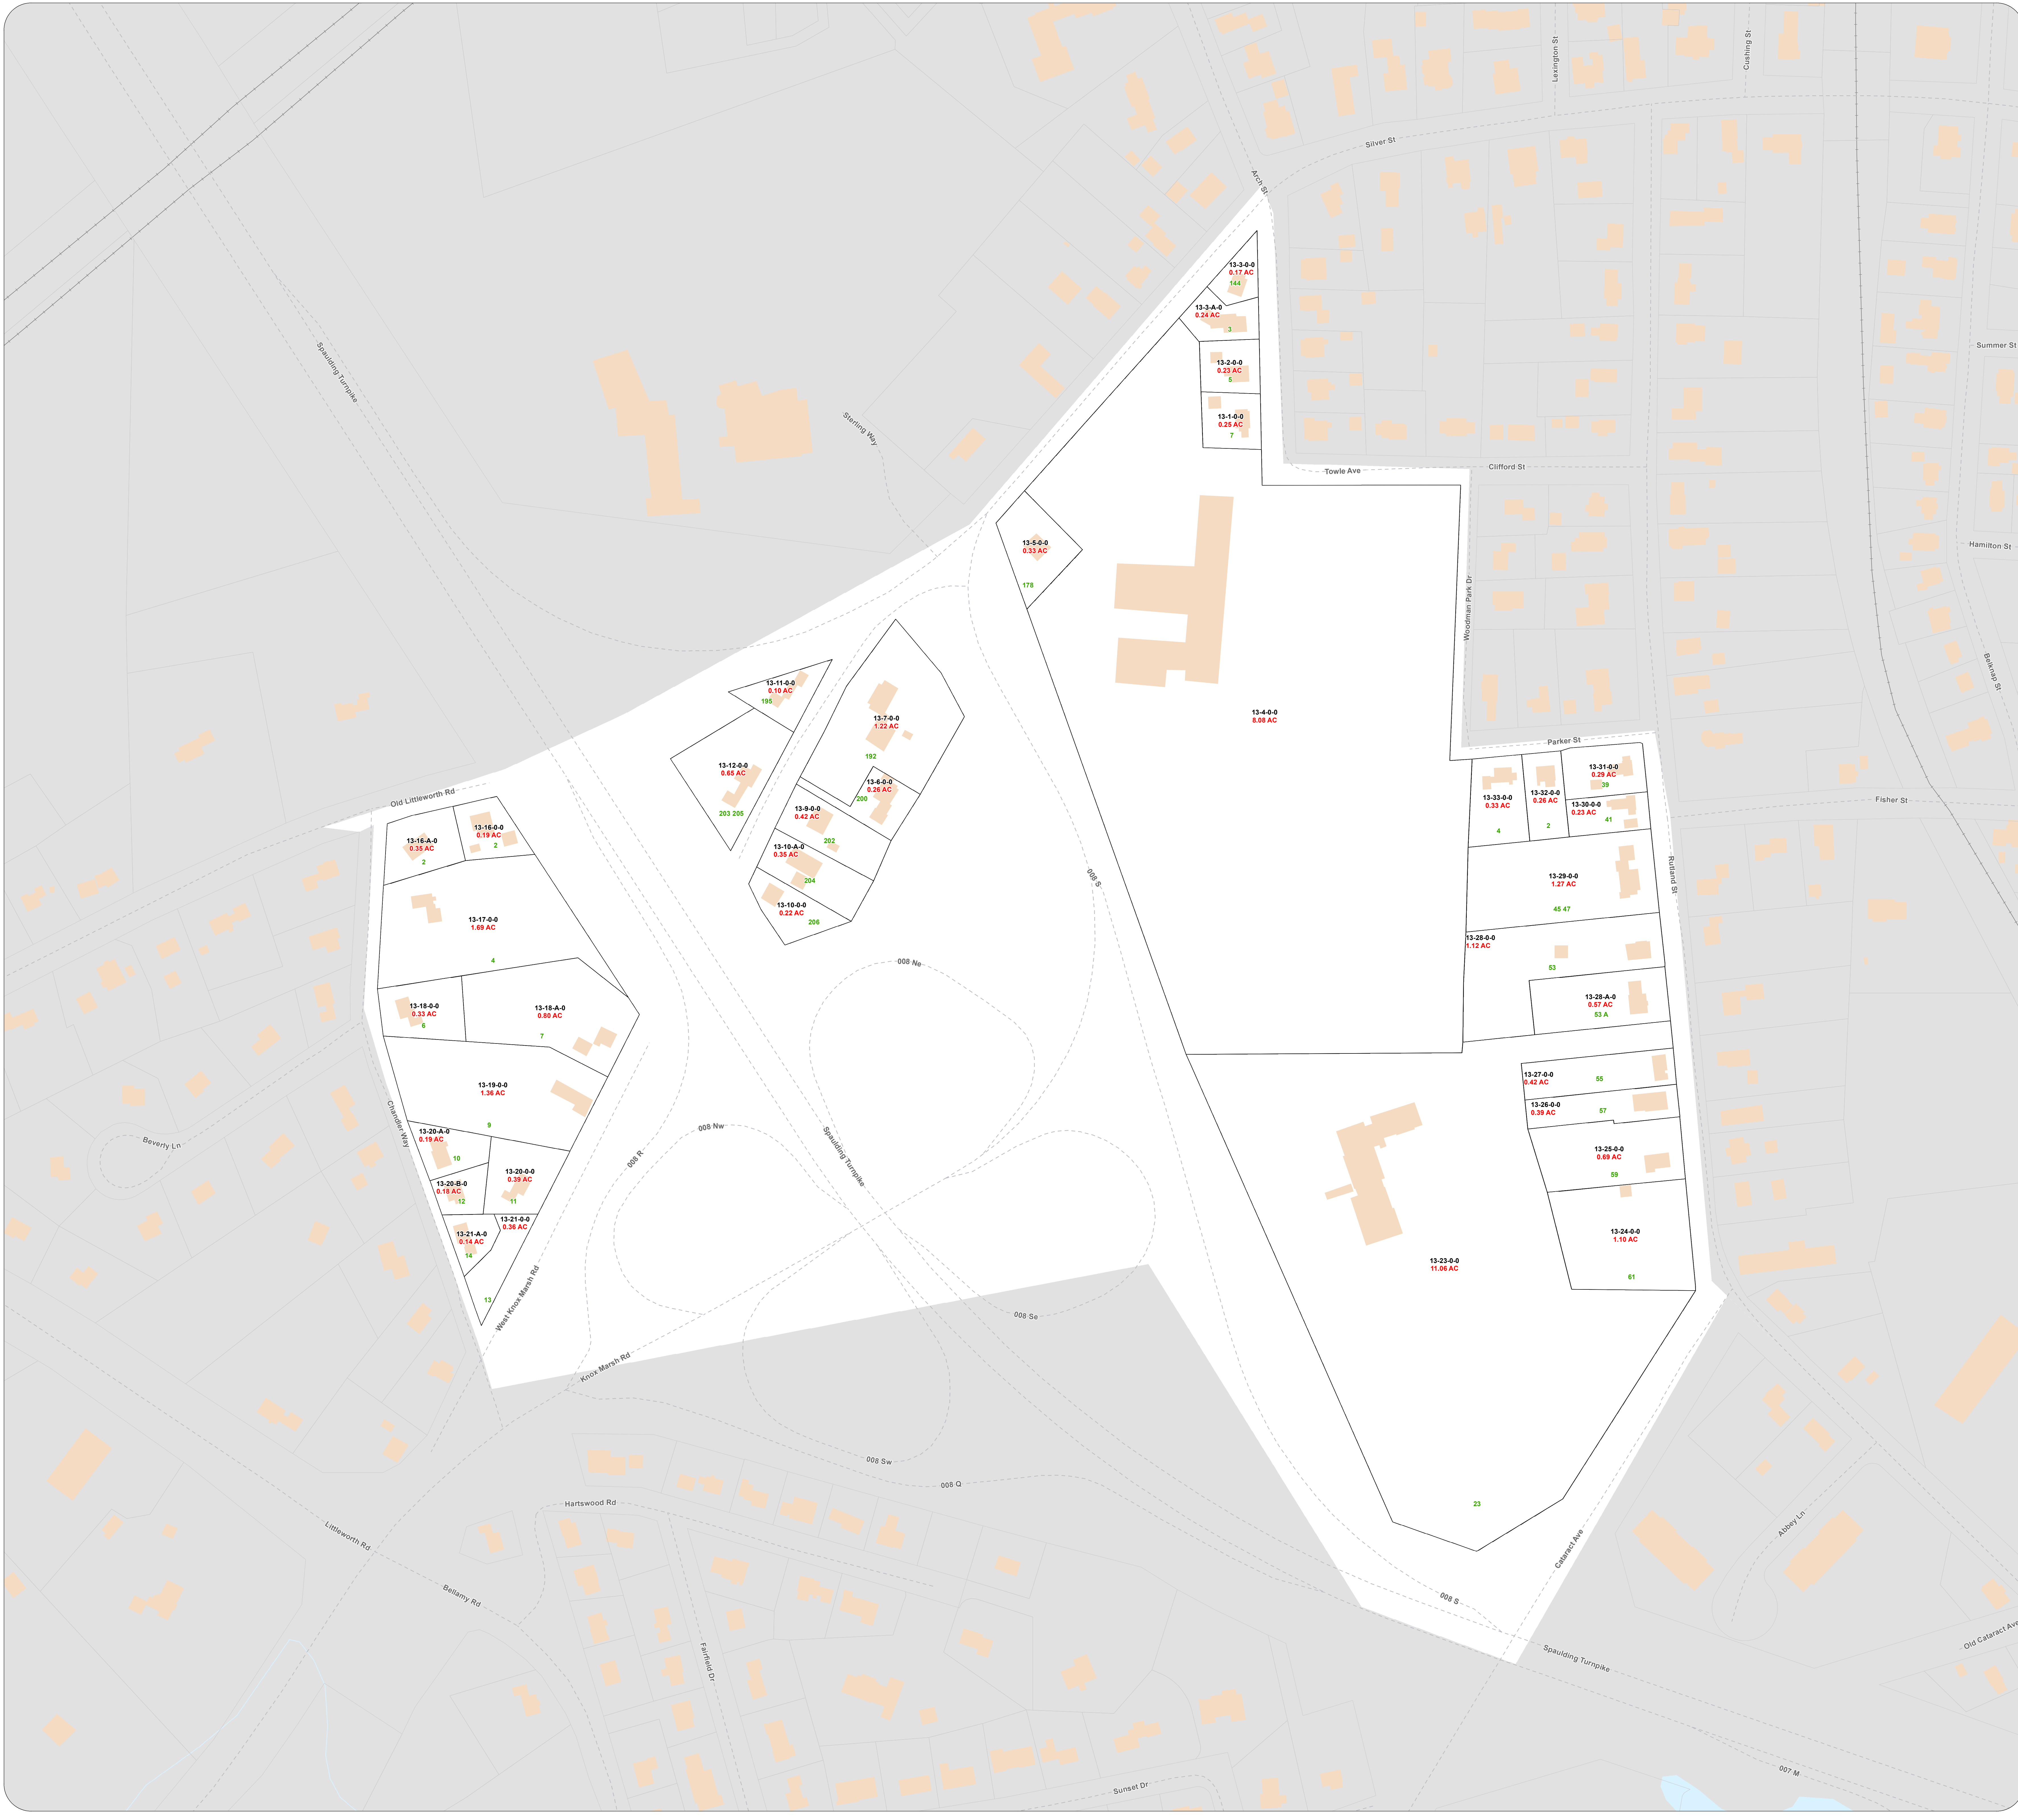 Lexington St
Cushing St
Silver St
Arch St
13-3-0-0
0.17 AC
144
13-3-A-0
0.24 AC
3
13-2-0-0
0.23 AC
5
13-1-0-0
0.25 AC
7
Spaulding Turnpike
Summer St
Sterling Way
Towle Ave
Clifford St
13-5-0-0
0.33 AC
178
Hamilton St
Woodman Park Dr
Belknap St
13-11-0-0
0.10 AC
195
13-7-0-0
1.22 AC
192
13-4-0-0
8.08 AC
Parker St
13-12-0-0
0.65 AC
203 205
13-6-0-0
0.26 AC
200
13-9-0-0
0.42 AC
202
13-10-A-0
0.35 AC
204
13-10-0-0
0.22 AC
206
13-31-0-0
0.29 AC
39
13-32-0-0
0.26 AC
2
13-33-0-0
0.33 AC
4
13-30-0-0
0.23 AC
41
Fisher St
Old Littleworth Rd
13-16-A-0
0.35 AC
2
13-16-0-0
0.19 AC
2
13-17-0-0
1.69 AC
4
008 S
13-29-0-0
1.27 AC
45 47
Rutland St
13-28-0-0
1.12 AC
53
008 Ne
13-18-0-0
0.33 AC
6
13-18-A-0
0.80 AC
7
13-28-A-0
0.57 AC
53 A
13-19-0-0
1.36 AC
9
13-27-0-0
0.42 AC
55
13-26-0-0
0.39 AC
57
Chandler Way
Beverly Ln
008 Nw
008 R
Spaulding Turnpike
13-20-A-0
0.19 AC
10
13-20-0-0
0.39 AC
11
13-20-B-0
0.18 AC
12
13-25-0-0
0.69 AC
59
13-21-0-0
0.36 AC
13
13-21-A-0
0.14 AC
14
13-24-0-0
1.10 AC
61
13-23-0-0
11.06 AC
23
West Knox Marsh Rd
008 Se
Knox Marsh Rd
008 Sw
008 Q
Hartswood Rd
Littleworth Rd
Bellamy Rd
Fairfield Dr
Cataract Ave
Abbey Ln
008 S
Spaulding Turnpike
Old Cataract Ave
007 M
Sunset Dr